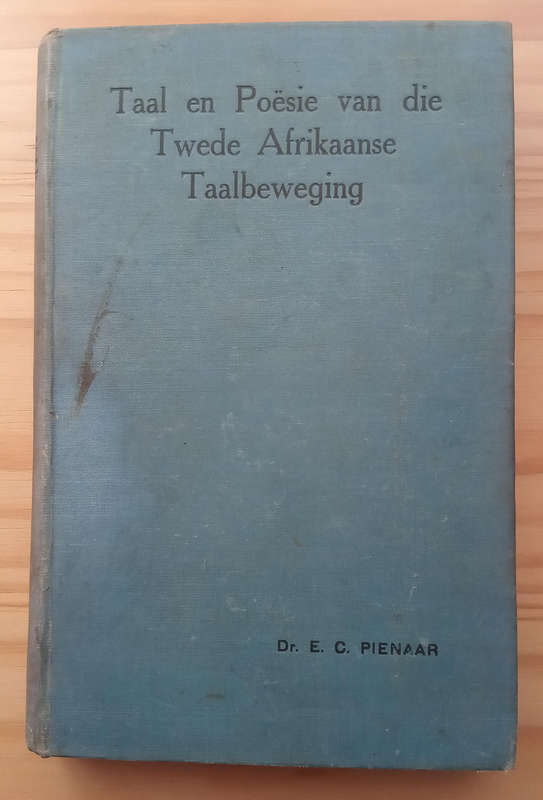 Taal en Poësie van die
Twede Afrikaanse
Taalbeweging
Dr. E. C. PIENAAR